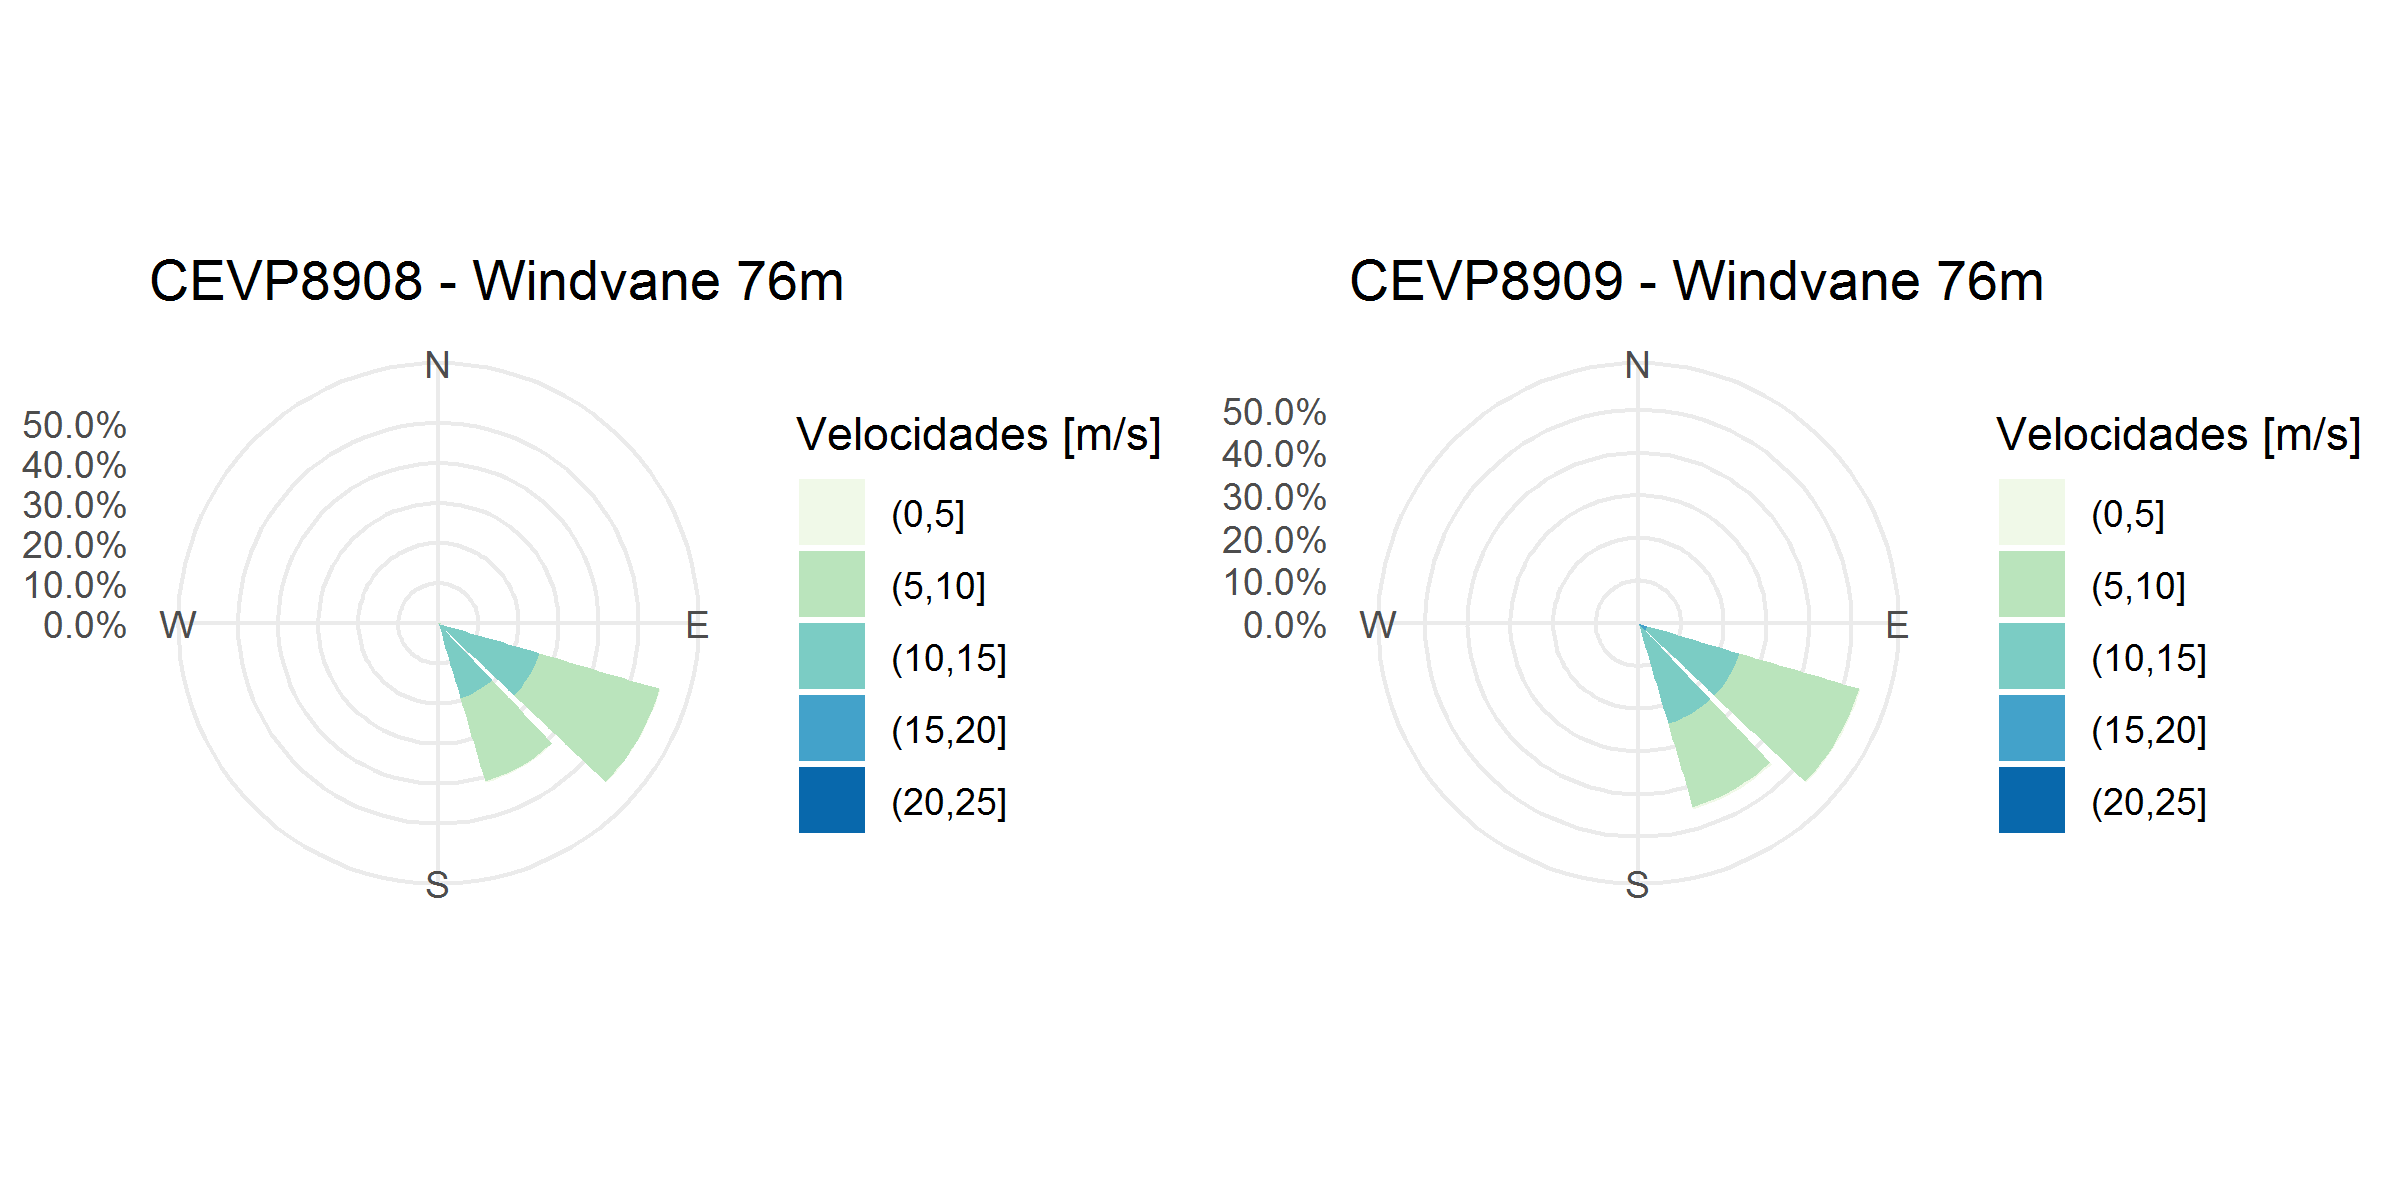 CEVP8908 - Windvane 76m
N
50.0%
40.0%
30.0%
20.0%
10.0%
0.0%
W
E
S
Velocidades [m/s]
(0,5]
(5,10]
(10,15]
(15,20]
(20,25]
CEVP8909 - Windvane 76m
N
50.0%
40.0%
30.0%
20.0%
10.0%
0.0%
W
E
S
Velocidades [m/s]
(0,5]
(5,10]
(10,15]
(15,20]
(20,25]